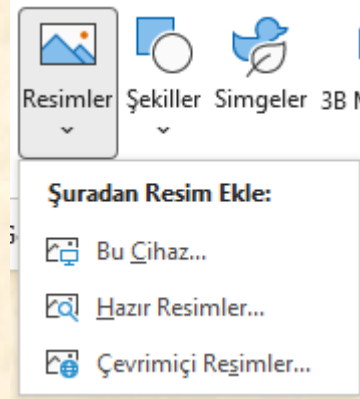 Resimler Şekiller Simgeler 3B
Şuradan Resim Ekle:
Bu Cihaz...
Hazır Resimler...
Çevrimiçi Resimler...